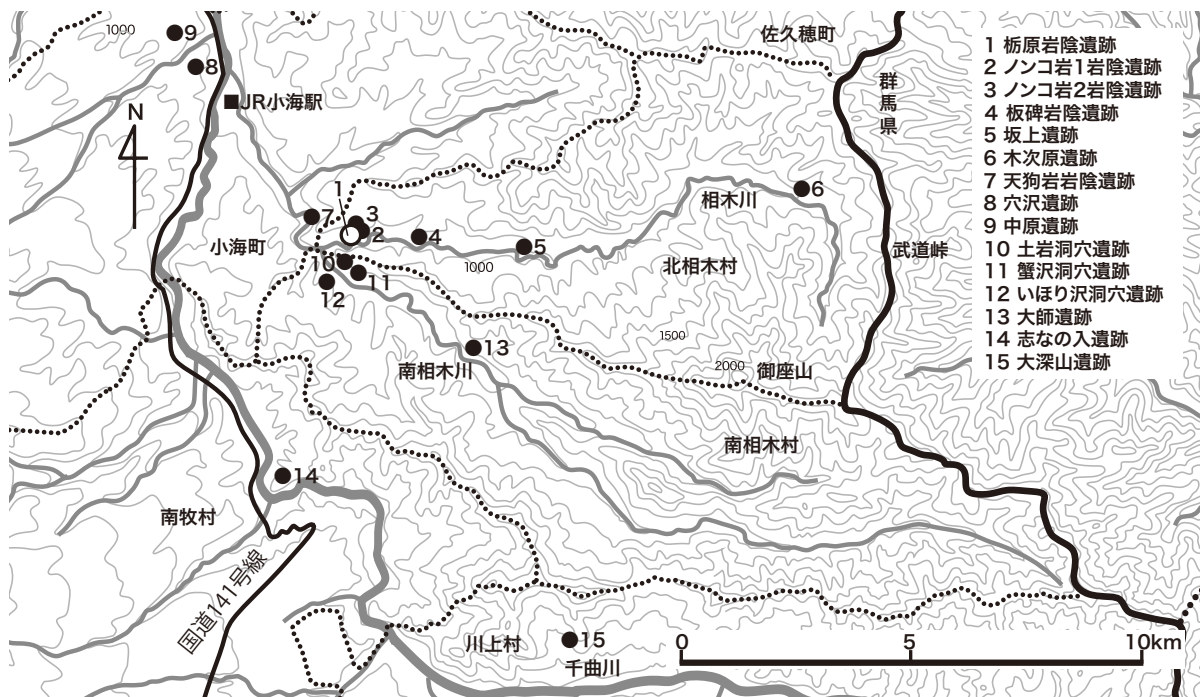 1000
9
8
JR小海駅
N
佐久穂町
群馬県
1 栃原岩陰遺跡
2 ノンコ岩1岩陰遺跡
3 ノンコ岩2岩陰遺跡
4 板碑岩陰遺跡
5 坂上遺跡
6 木次原遺跡
7 天狗岩岩陰遺跡
8 穴沢遺跡
9 中原遺跡
10 土岩洞穴遺跡
11 蟹沢洞穴遺跡
12 いほり沢洞穴遺跡
13 大師遺跡
14 志なの入遺跡
15 大深山遺跡
1
7
3
2
4
5
6
相木川
小海町
10
11
12
1000
北相木村
武道峠
1500
2000
御座山
13
南相木川
南相木村
14
南牧村
国道141号線
川上村
15
千曲川
0
5
10km